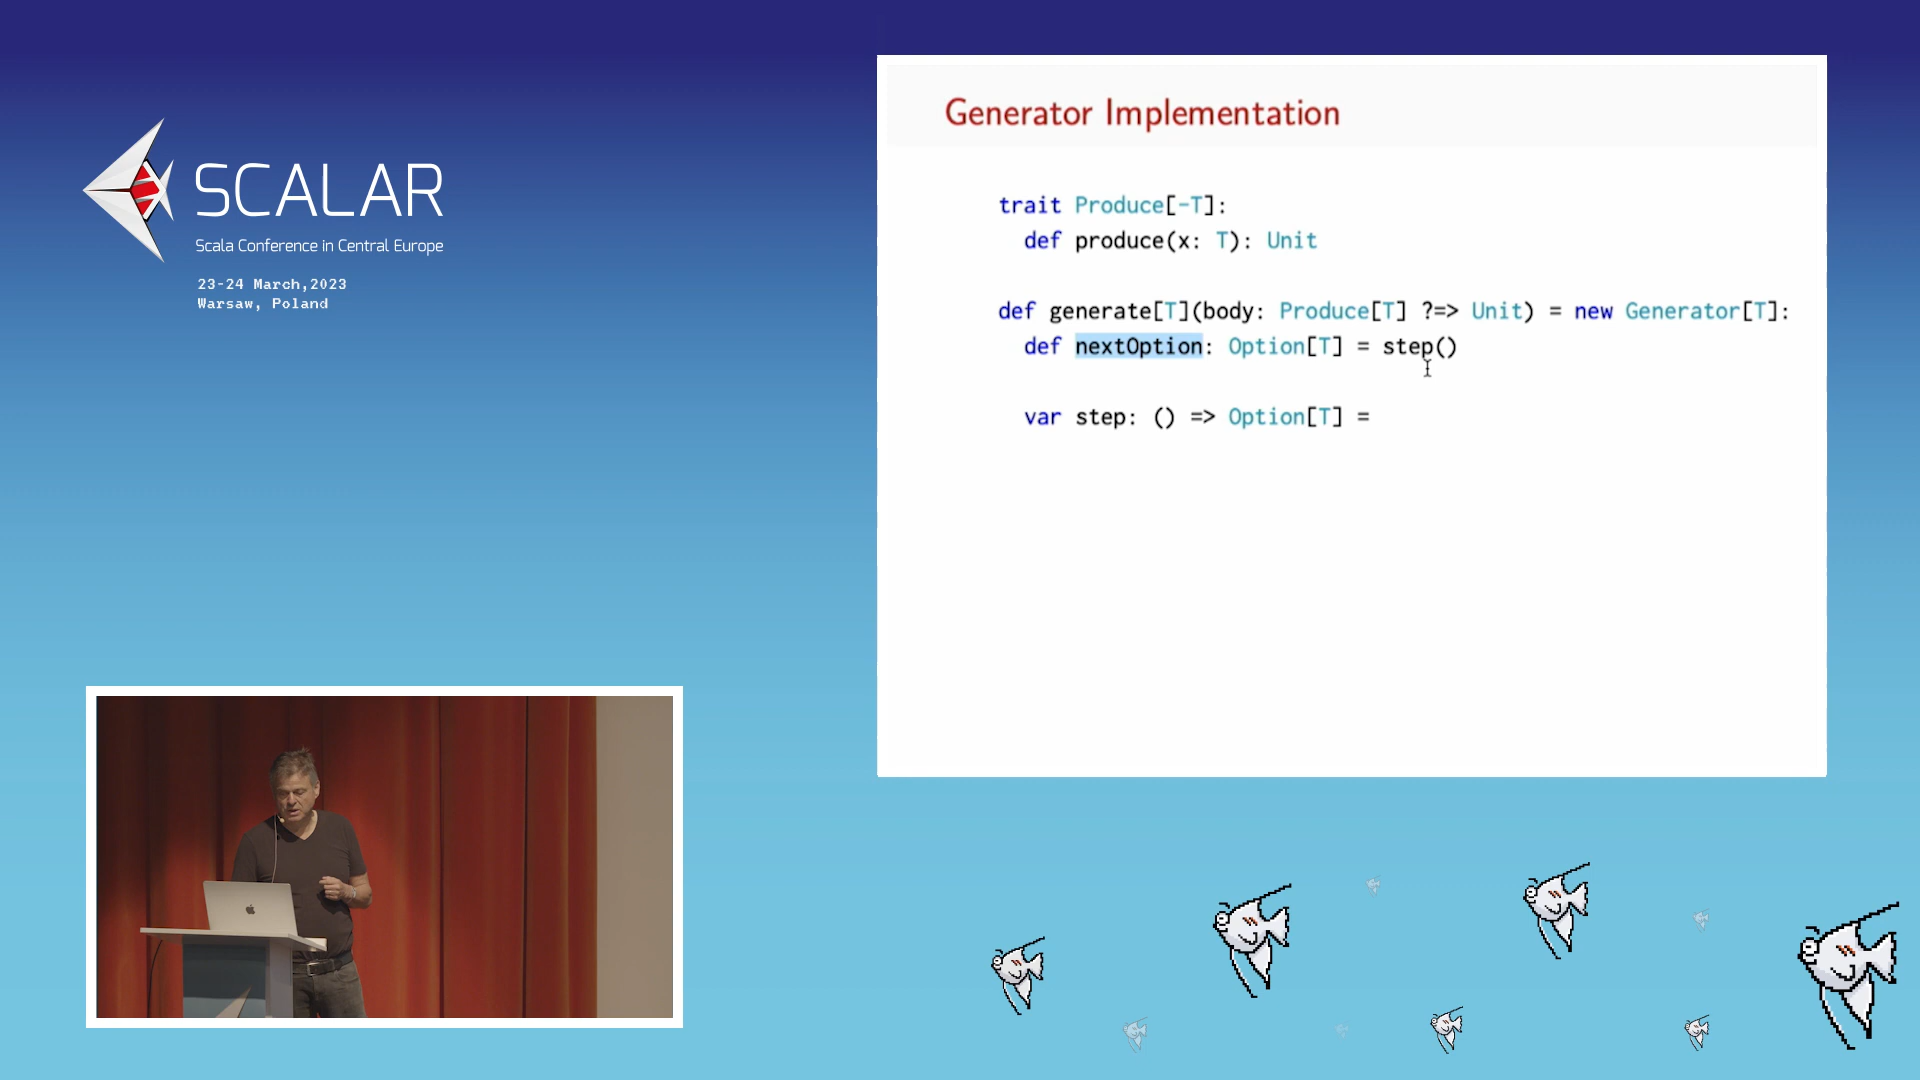 SCALAR
Scala Conference in Central Europe
23-24 March,2023
Warsaw, Poland
Generator Implementation
trait Produce[-T]:
def produce(x: T): Unit
def generate[T](body: Produce[T] ?=> Unit) = new Generator[T]:
def nextOption: Option[T] = step()
var step: () => Option[T] =